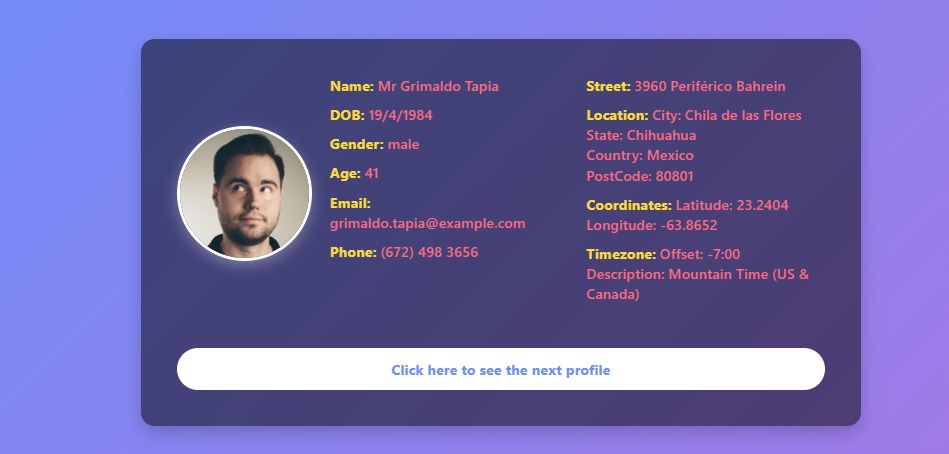 Name: Mr Grimaldo Tapia
DOB: 19/4/1984
Gender: male
Age: 41
Email:
grimaldo.tapia@example.com
Phone: (672) 498 3656
Street: 3960 Periférico Bahrein
Location: City: Chila de las Flores
State: Chihuahua
Country: Mexico
PostCode: 80801
Coordinates: Latitude: 23.2404
Longitude: -63.8652
Timezone: Offset: -7:00
Description: Mountain Time (US &
Canada)
Click here to see the next profile